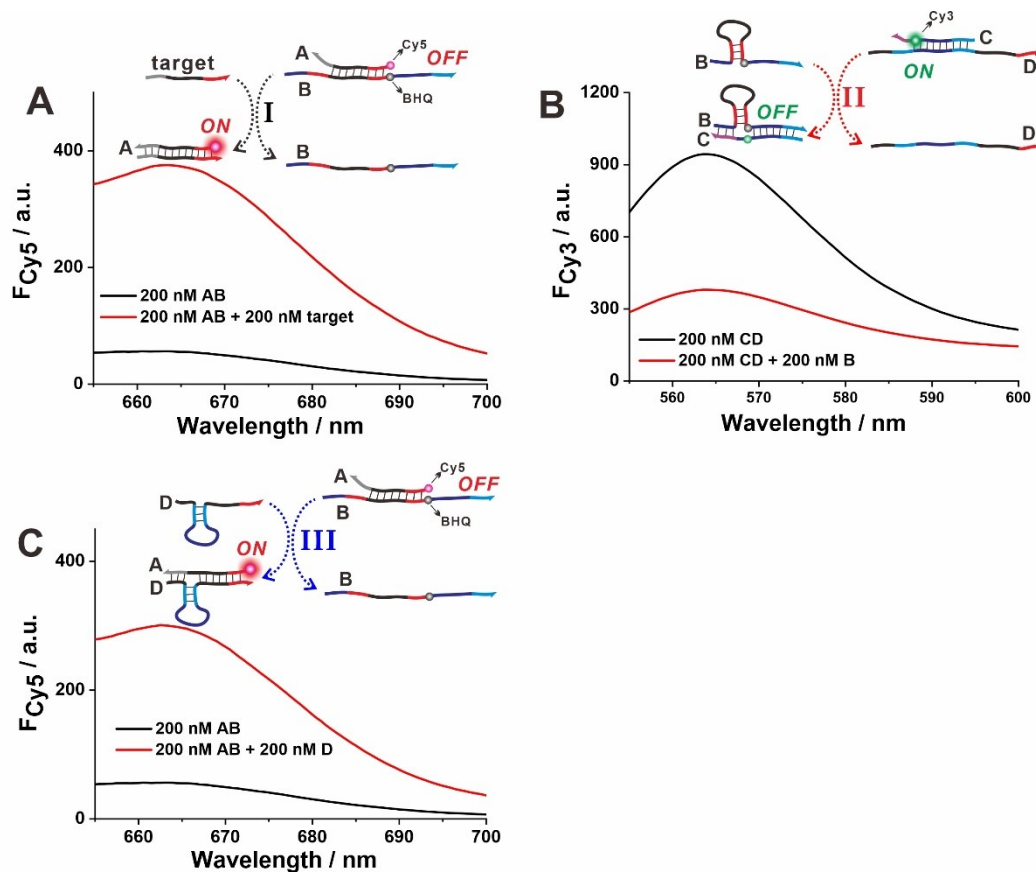 A
target
A
B
Cy5
OFF
BHQ
I
ON
A
B
400
200
0
FCy5 / a.u.
200 nM AB
200 nM AB + 200 nM target
660
670
680
690
700
Wavelength / nm
B
B
Cy3
C
ON
D
II
B
C
OFF
D
1200
900
600
300
0
FCy3 / a.u.
200 nM CD
200 nM CD + 200 nM B
560
570
580
590
600
Wavelength / nm
C
D
A
B
Cy5
OFF
BHQ
III
ON
A
D
B
400
200
0
FCy5 / a.u.
200 nM AB
200 nM AB + 200 nM D
660
670
680
690
700
Wavelength / nm